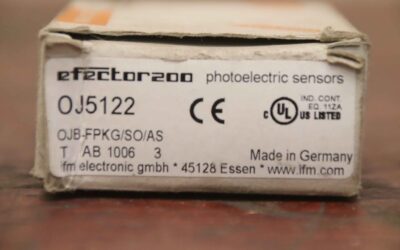 efector200 photoelectric sensors
OJ5122
CE
c UL US LISTED
IND. CONT.
EQ. 112A
OJB-FPKG/SO/AS
T AB 1006 3
Made in Germany
ifm electronic gmbh * 45128 Essen * www.ifm.com